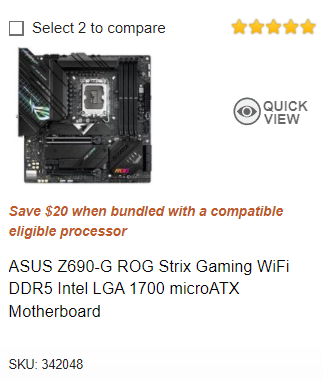 Select 2 to compare
QUICK
VIEW
Save $20 when bundled with a compatible
eligible processor
ASUS Z690-G ROG Strix Gaming WiFi
DDR5 Intel LGA 1700 microATX
Motherboard
SKU: 342048